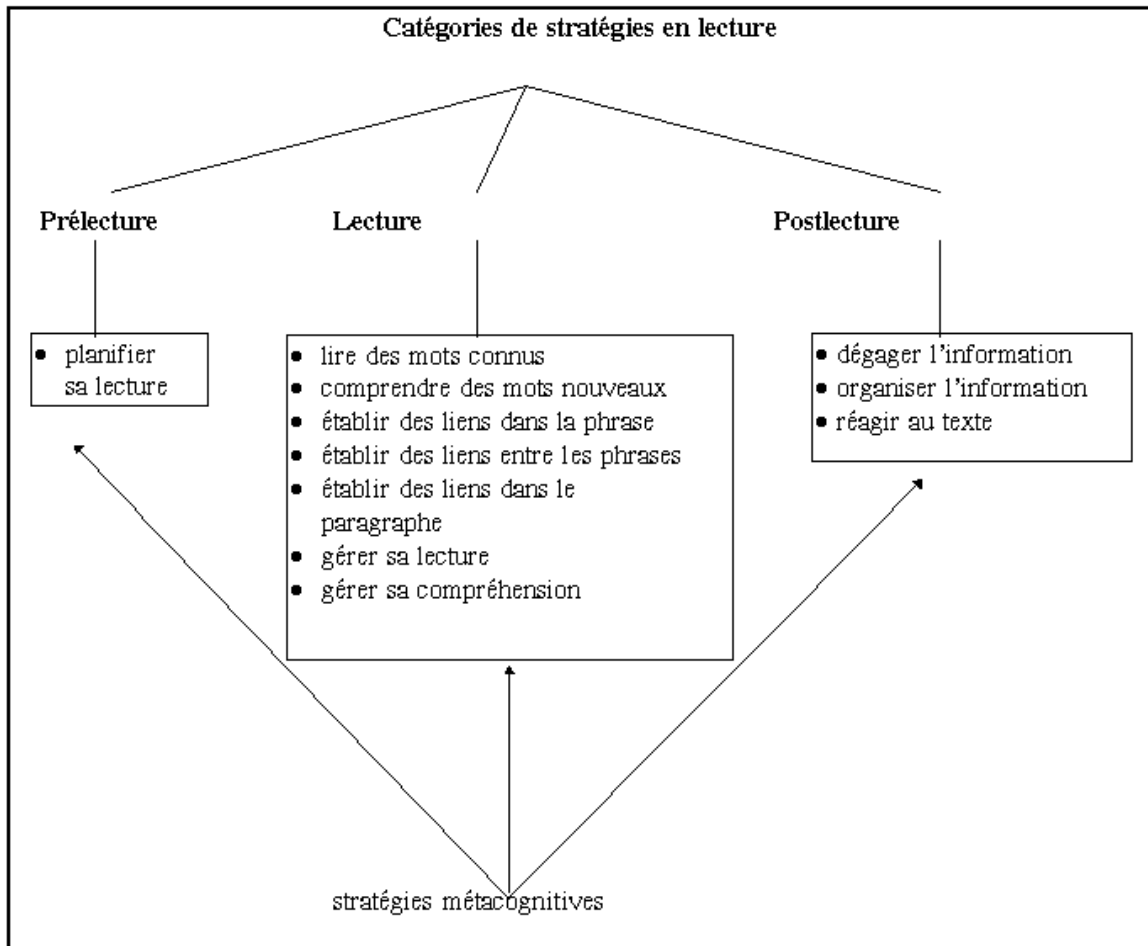 Catégories de stratégies en lecture
Prélecture
Lecture
Postlecture
• planifier
sa lecture
• lire des mots connus
• comprendre des mots nouveaux
• établir des liens dans la phrase
• établir des liens entre les phrases
• établir des liens dans le
paragraphe
• gérer sa lecture
• gérer sa compréhension
• dégager l'information
• organiser l'information
• réagir au texte
stratégies métacognitives